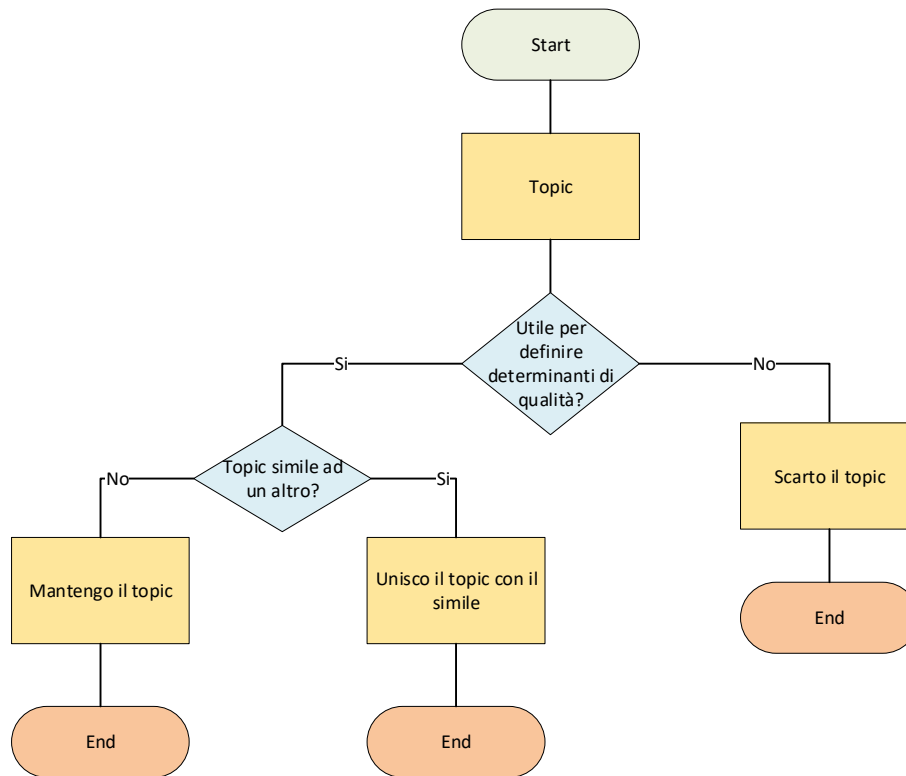 Start
Topic
Utile per
definire
determinanti di
qualità?
Si
No
Topic simile ad
un altro?
No
Si
Scarto il topic
Mantengo il topic
Unisco il topic con il
simile
End
End
End